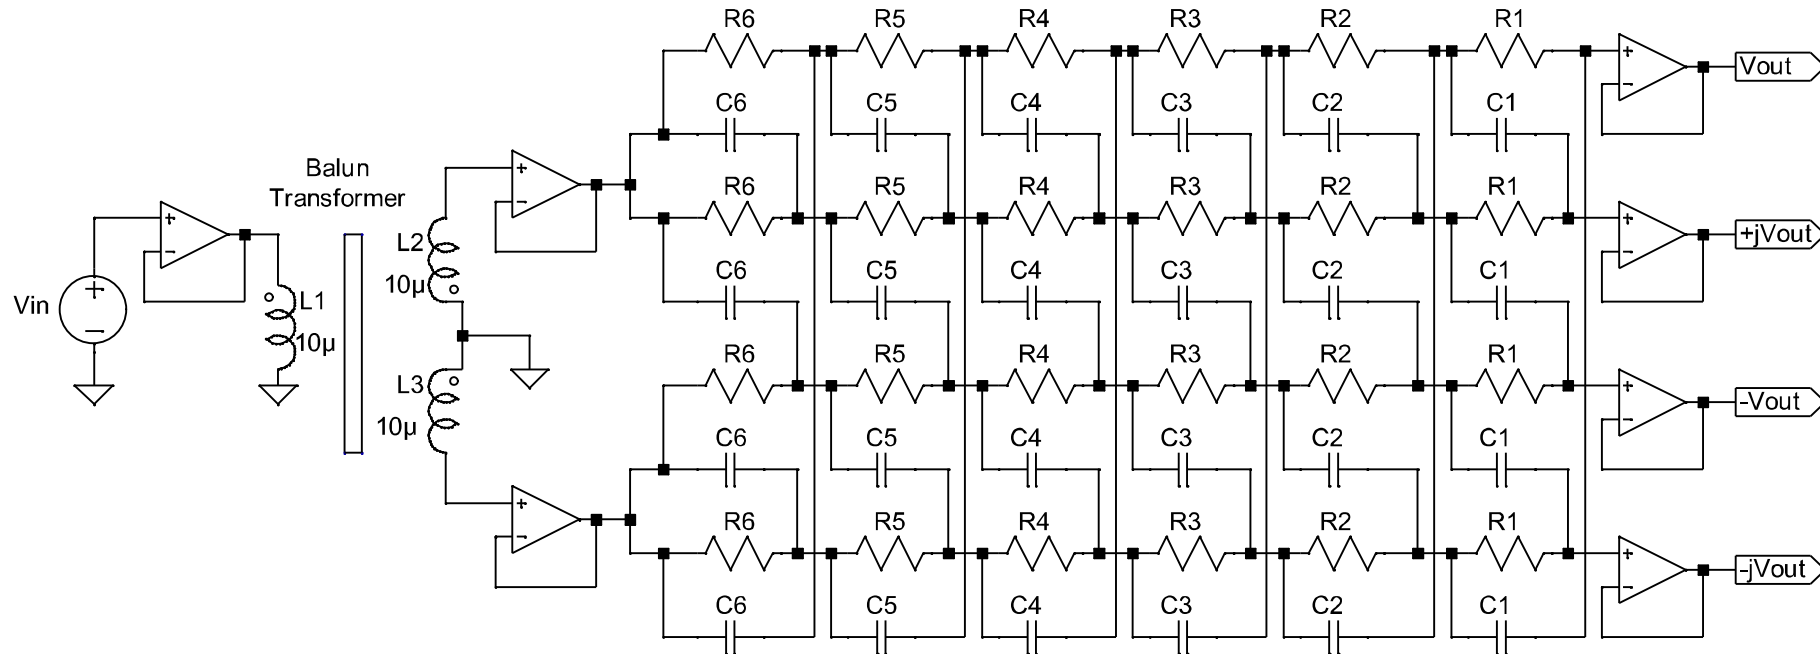 R6 R5 R4 R3 R2 R1
Vout
C6 C5 C4 C3 C2 C1
Balun
Transformer
R6 R5 R4 R3 R2 R1
+jVout
L2
10µ
C6 C5 C4 C3 C2 C1
Vin
L1
10µ
R6 R5 R4 R3 R2 R1
-Vout
L3
10µ
C6 C5 C4 C3 C2 C1
R6 R5 R4 R3 R2 R1
-jVout
C6 C5 C4 C3 C2 C1